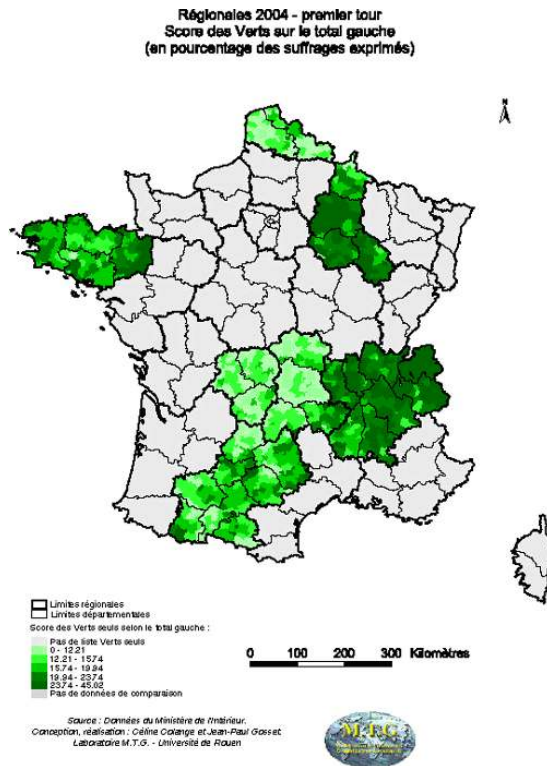 Régionales 2004 - premier tour
Score des Verts sur le total gauche
(en pourcentage des suffrages exprimés)
N
Limites régionales
Limites départementales
Score des Verts seuls selon le total gauche :
Pas de liste Verts seuls
0 - 12.21
12.21 - 15.74
15.74 - 19.94
19.94 - 23.74
23.74 - 45.02
Pas de données de comparaison
0 100 200 300 Kilomètres
Source : Données du Ministère de l'Intérieur.
Conception, réalisation : Céline Colange et Jean-Paul Gosset.
Laboratoire M.T.G. - Université de Rouen
M.T.G.